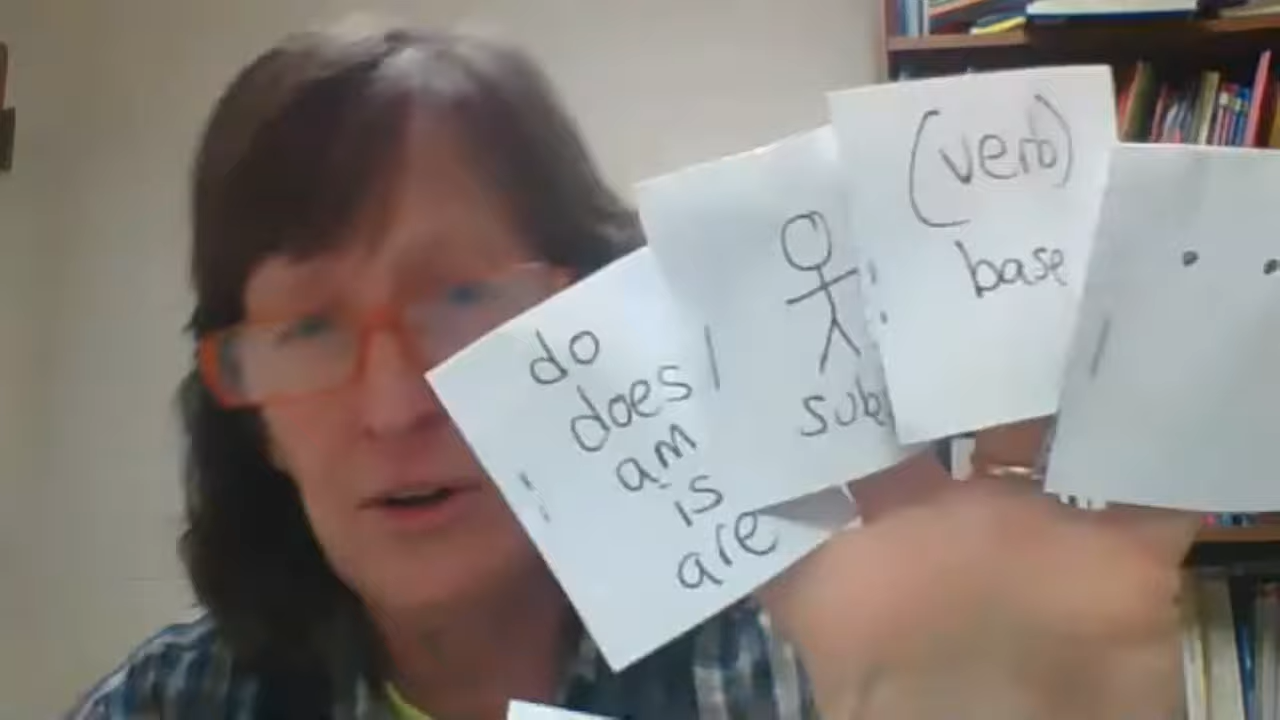 do
does
am
is
are
(verb)
base